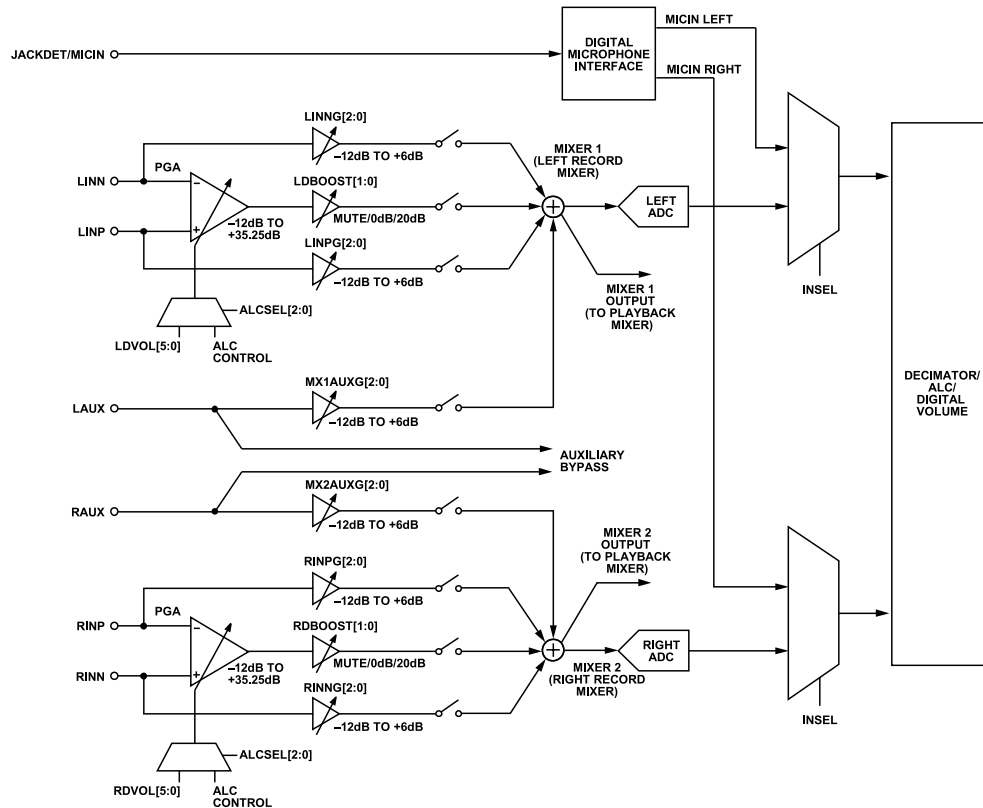 MICIN LEFT
JACKDET/MICIN
DIGITAL
MICROPHONE
INTERFACE
MICIN RIGHT
LINNG[2:0]
–12dB TO +6dB
MIXER 1
(LEFT RECORD
MIXER)
LINN
PGA
–
LDBOOST[1:0]
MUTE/0dB/20dB
LEFT
ADC
LINP
+
–12dB TO
+35.25dB
LINPG[2:0]
–12dB TO +6dB
MIXER 1
OUTPUT
(TO PLAYBACK
MIXER)
INSEL
ALCSEL[2:0]
LDVOL[5:0]
ALC
CONTROL
DECIMATOR/
ALC/
DIGITAL
VOLUME
MX1AUXG[2:0]
LAUX
–12dB TO +6dB
AUXILIARY
BYPASS
MX2AUXG[2:0]
RAUX
–12dB TO +6dB
MIXER 2
OUTPUT
(TO PLAYBACK
MIXER)
RINPG[2:0]
–12dB TO +6dB
RINP
PGA
–
RDBOOST[1:0]
MUTE/0dB/20dB
RIGHT
ADC
RINN
+
–12dB TO
+35.25dB
MIXER 2
(RIGHT RECORD
MIXER)
RINNG[2:0]
–12dB TO +6dB
INSEL
ALCSEL[2:0]
RDVOL[5:0]
ALC
CONTROL